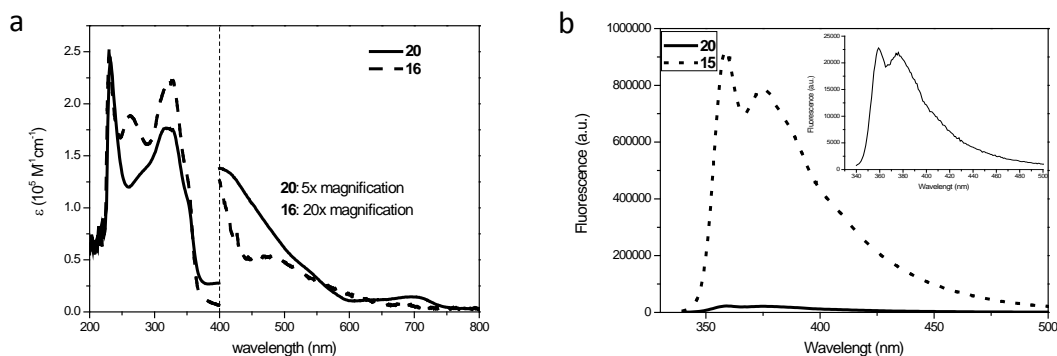 a
ε (10⁵ M⁻¹cm⁻¹)
2.5
2.0
1.5
1.0
0.5
0.0
20
16
20: 5x magnification
16: 20x magnification
200 300 400 500 600 700 800
wavelength (nm)
b
Fluorescence (a.u.)
1000000
800000
600000
400000
200000
0
20
15
350 400 450 500
Wavelengt (nm)
Fluorescence (a.u.)
25000
20000
15000
10000
5000
0
340 360 380 400 420 440 460 480 500
Wavelengt (nm)